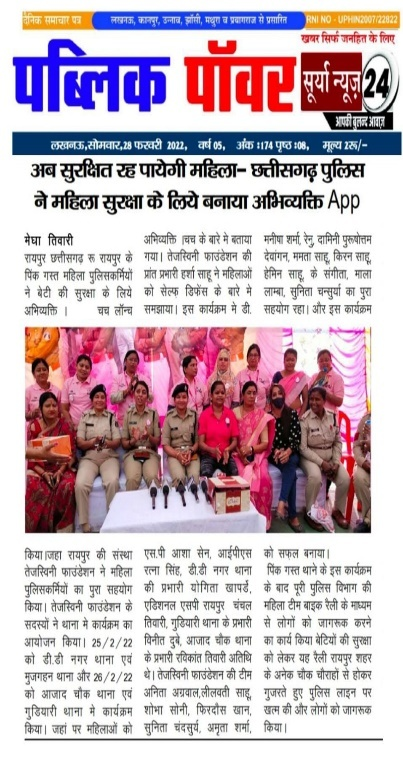 दैनिक समाचार पत्र
लखनऊ, कानपुर, उन्नाव, झाँसी, मथुरा व प्रयागराज से प्रसारित
RNI NO - UPHIN2007/22822
खबर सिर्फ जनहित के लिए
पब्लिक पॉवर
सूर्या न्यूज़ 24
आपकी बुलन्द आवाज़
लखनऊ,सोमवार,28 फरवरी 2022, वर्ष 05, अंक :174 पृष्ठ :08, मूल्य 2रू/-
अब सुरक्षित रह पायेगी महिला- छत्तीसगढ़ पुलिस
ने महिला सुरक्षा के लिये बनाया अभिव्यक्ति App
मेघा तिवारी
रायपुर छत्तीसगढ़ रू रायपुर के
पिंक गस्त महिला पुलिसकर्मियों
ने बेटी की सुरक्षा के लिये
अभिव्यक्ति । चच लॉन्च
अभिव्यक्ति ।चच के बारे मे बताया
गया। तेजस्विनी फाउंडेशन की
प्रांत प्रभारी हर्शा साहू ने महिलाओं
को सेल्फ डिफेंस के बारे मे
समझाया। इस कार्यक्रम मे डी.
मनीषा शर्मा, रेनु, दामिनी पुरूषोत्तम
देवांगन, ममता साहू, किरन साहू,
हेमिन साहू, के संगीता, माला
लाम्बा, सुनिता चन्सुर्या का पुरा
सहयोग रहा। और इस कार्यक्रम
किया।जहा रायपुर की संस्था
तेजस्विनी फाउंडेशन ने महिला
पुलिसकर्मियों का पुरा सहयोग
किया। तेजस्विनी फाउंडेशन के
सदस्यों ने थाना मे कार्यक्रम का
आयोजन किया। 25/2/22
को डी.डी नगर थाना एवं
मुजगहन थाना और 26/2/22
को आजाद चौक थाना एवं
गुडियारी थाना मे कार्यक्रम
किया। जहां पर महिलाओं को
एस.पी आशा सेन, आईपीएस
रत्ना सिंह, डी.डी नगर थाना
की प्रभारी योगिता खापर्डे,
एडिशनल एसपी रायपुर चंचल
तिवारी, गुडियारी थाना के प्रभारी
विनीत दुबे, आजाद चौक थाना
के प्रभारी रविकांत तिवारी अतिथि
थे। तेजस्विनी फाउंडेशन की टीम
अनिता अग्रवाल,लीलवती साहू,
शोभा सोनी, फिरदौस खान,
सुनिता चंदसुर्य, अमृता शर्मा,
को सफल बनाया।
पिंक गस्त थाने के इस कार्यक्रम
के बाद पूरी पुलिस विभाग की
महिला टीम बाइक रैली के माध्यम
से लोगों को जागरूक करने
का कार्य किया बेटियों की सुरक्षा
को लेकर यह रैली रायपुर शहर
के अनेक चौक चौराहों से होकर
गुजरते हुए पुलिस लाइन पर
खत्म की और लोगों को जागरूक
किया।